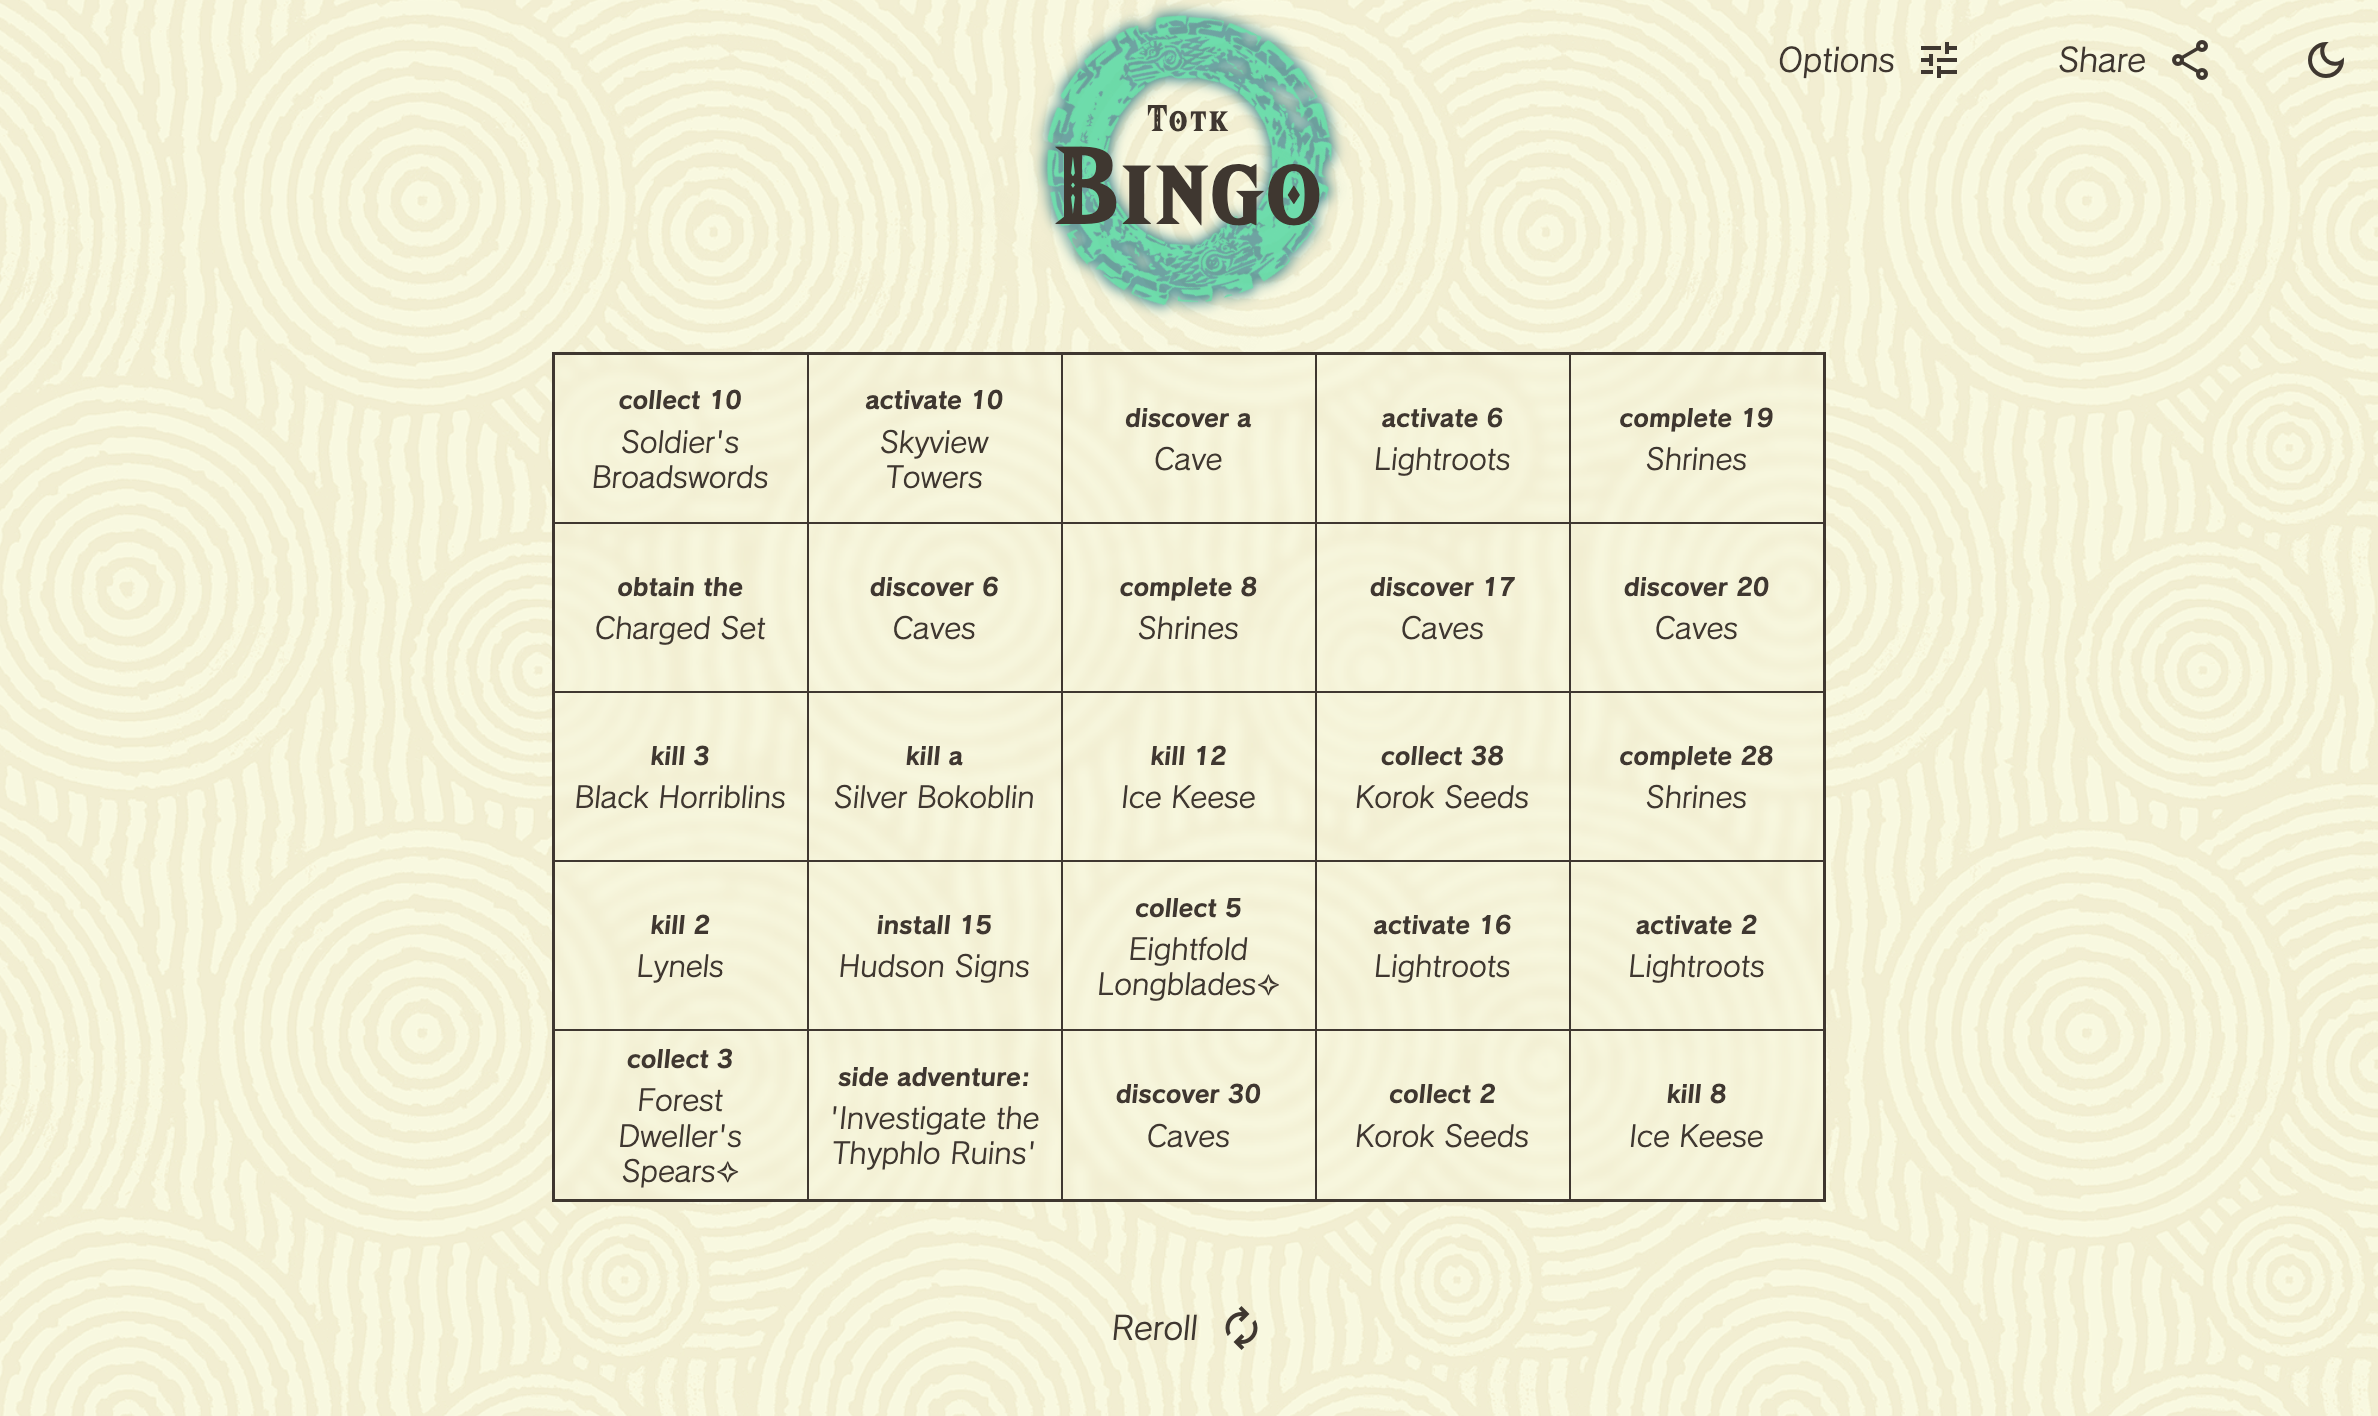 Options
Share
Totk
Bingo
collect 10
Soldier's
Broadswords
activate 10
Skyview
Towers
discover a
Cave
activate 6
Lightroots
complete 19
Shrines
obtain the
Charged Set
discover 6
Caves
complete 8
Shrines
discover 17
Caves
discover 20
Caves
kill 3
Black Horriblins
kill a
Silver Bokoblin
kill 12
Ice Keese
collect 38
Korok Seeds
complete 28
Shrines
kill 2
Lynels
install 15
Hudson Signs
collect 5
Eightfold
Longblades✧
activate 16
Lightroots
activate 2
Lightroots
collect 3
Forest
Dweller's
Spears✧
side adventure:
'Investigate the
Thyphlo Ruins'
discover 30
Caves
collect 2
Korok Seeds
kill 8
Ice Keese
Reroll